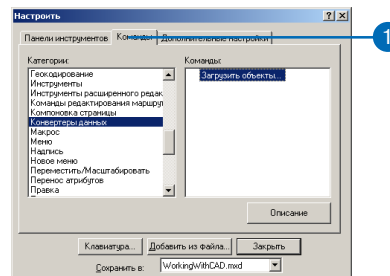 Настроить
Панели инструментов Команды Дополнительные настройки
1
Категории:
Команды:
Геокодирование
Инструменты
Инструменты расширенного редак
Команды редактирования маршру
Компоновка страницы
Конвертеры данных
Макрос
Меню
Надпись
Новое меню
Переместить/Масштабировать
Перенос атрибутов
Правка
Загрузить объекты...
Описание
Клавиатура... Добавить из файла... Закрыть
Сохранить в: WorkingWithCAD.mxd